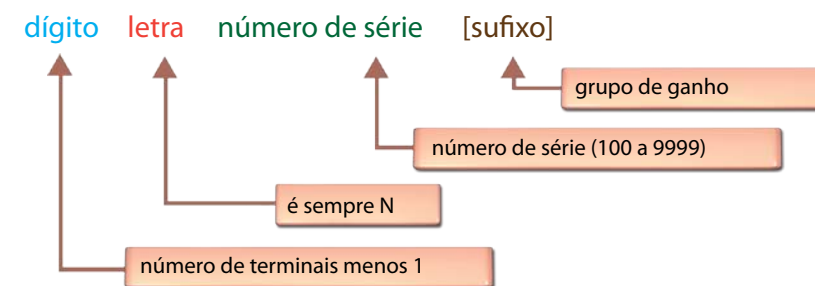 dígito letra número de série [sufixo]
grupo de ganho
número de série (100 a 9999)
é sempre N
número de terminais menos 1